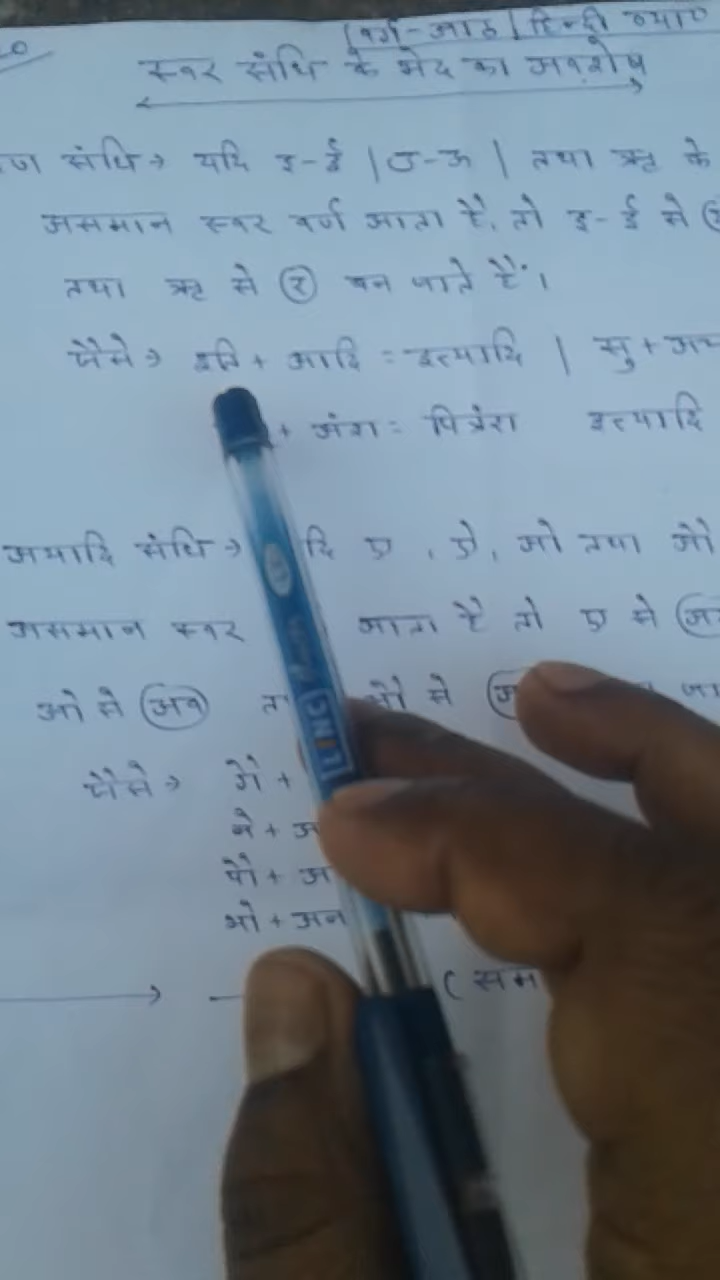 वर्ग-आठ | हिन्दी व्या
स्वर संधि के भेद का अवशेष
ण संधि → यदि इ-ई | उ-ऊ | तथा ऋ के
असमान स्वर वर्ण आता है, तो इ-ई से
तथा ऋ से र बन जाते हैं।
जैसे → इति + आदि = इत्यादि | सु + अ
+ अंश = पित्रंश इत्यादि
अयादि संधि → दि ए, ऐ, ओ तथा औ
असमान स्वर आता है तो ए से अ
ओ से अव त औ से जा
जैसे → गै +
ने + अ
पौ + अ
भो + अन
(सम
LINC